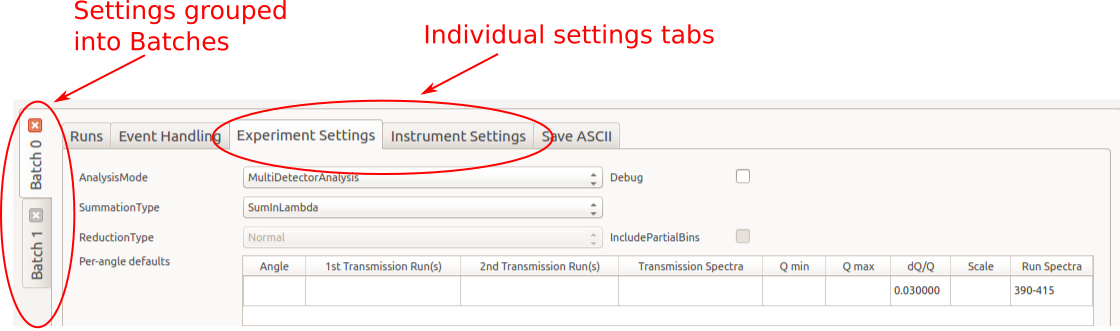 Settings grouped
into Batches
Individual settings tabs
Batch 0
Batch 1
Runs Event Handling Experiment Settings Instrument Settings Save ASCII
AnalysisMode MultiDetectorAnalysis Debug
SummationType SumInLambda
ReductionType Normal IncludePartialBins
Per-angle defaults
Angle 1st Transmission Run(s) 2nd Transmission Run(s) Transmission Spectra Q min Q max dQ/Q Scale Run Spectra
0.030000 390-415